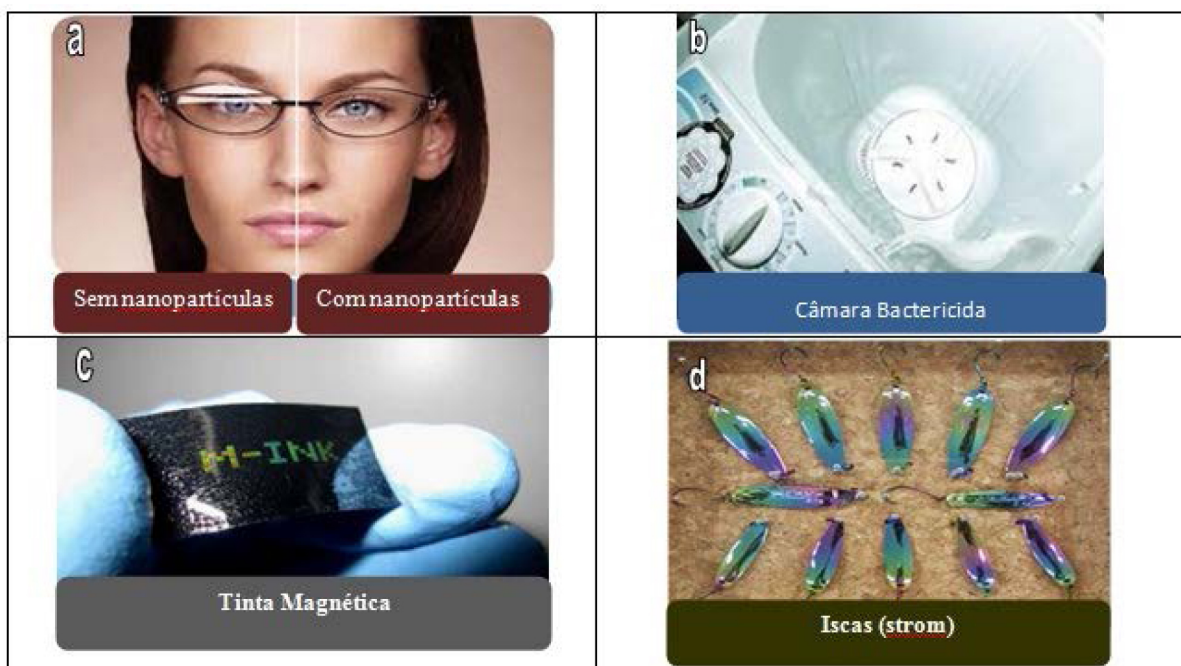 a
Sem nanopartículas
Com nanopartículas
b
Câmara Bactericida
c
M-INK
Tinta Magnética
d
Iscas (strom)